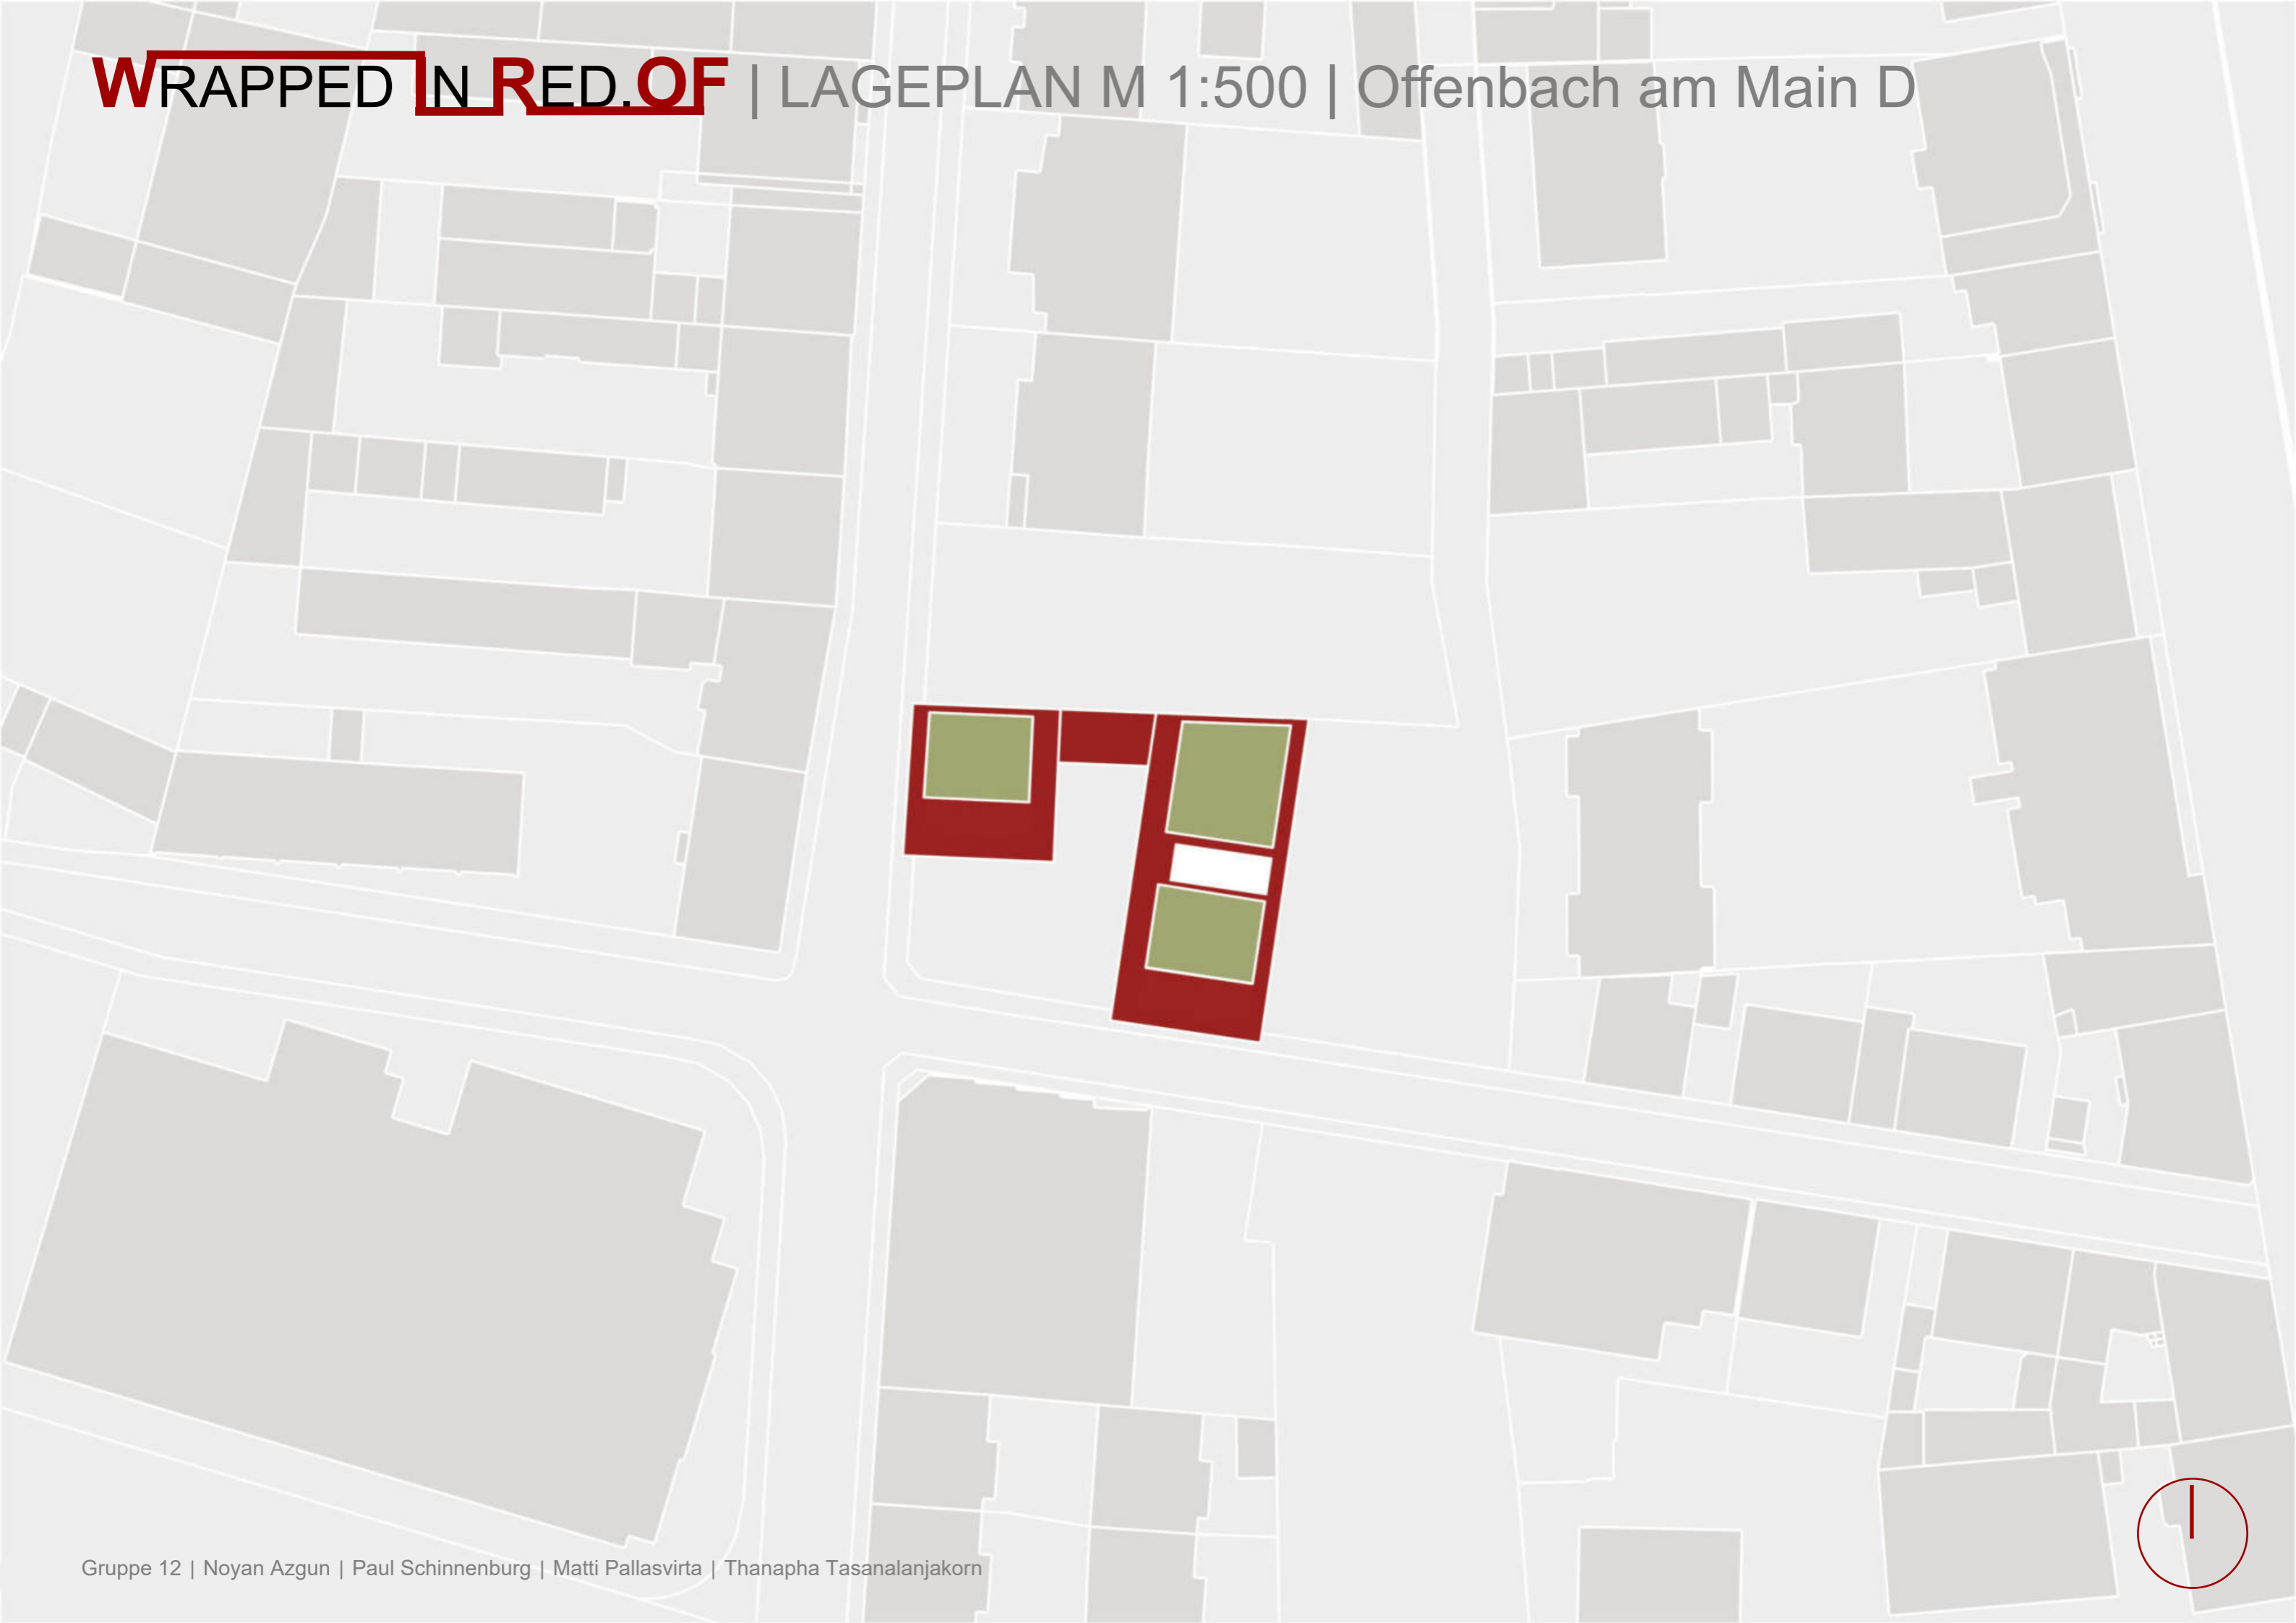 WRAPPED IN RED.OF | LAGEPLAN M 1:500 | Offenbach am Main D
Gruppe 12 | Noyan Azgun | Paul Schinnenburg | Matti Pallasvirta | Thanapha Tasanalanjakorn